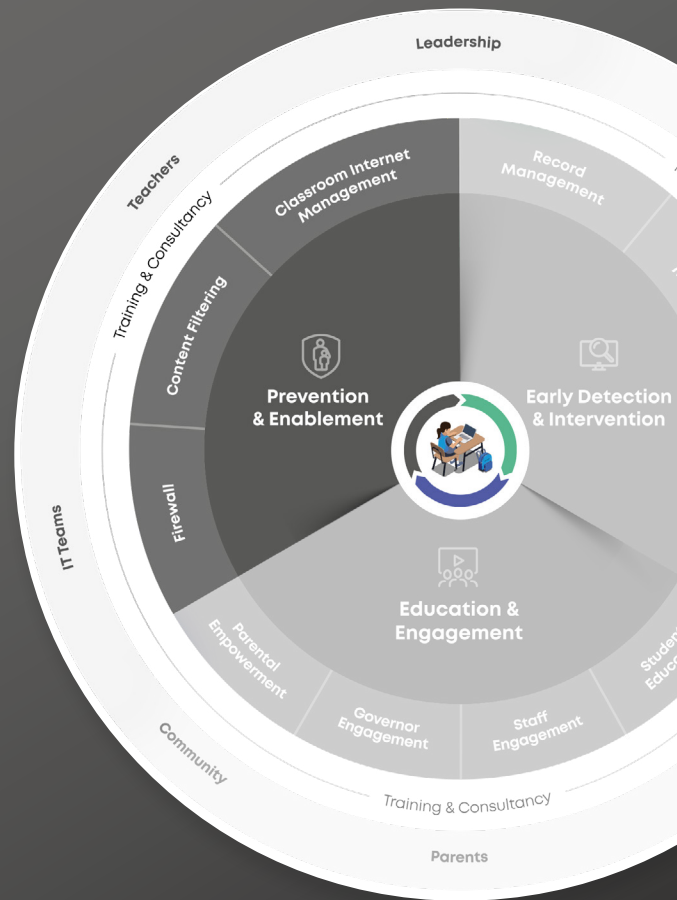 Leadership
Teachers
Training & Consultancy
Classroom Internet
Management
Record
Management
Content Filtering
Prevention
& Enablement
Early Detection
& Intervention
Firewall
IT Teams
Education &
Engagement
Parental
Empowerment
Governor
Engagement
Staff
Engagement
Community
Training & Consultancy
Parents